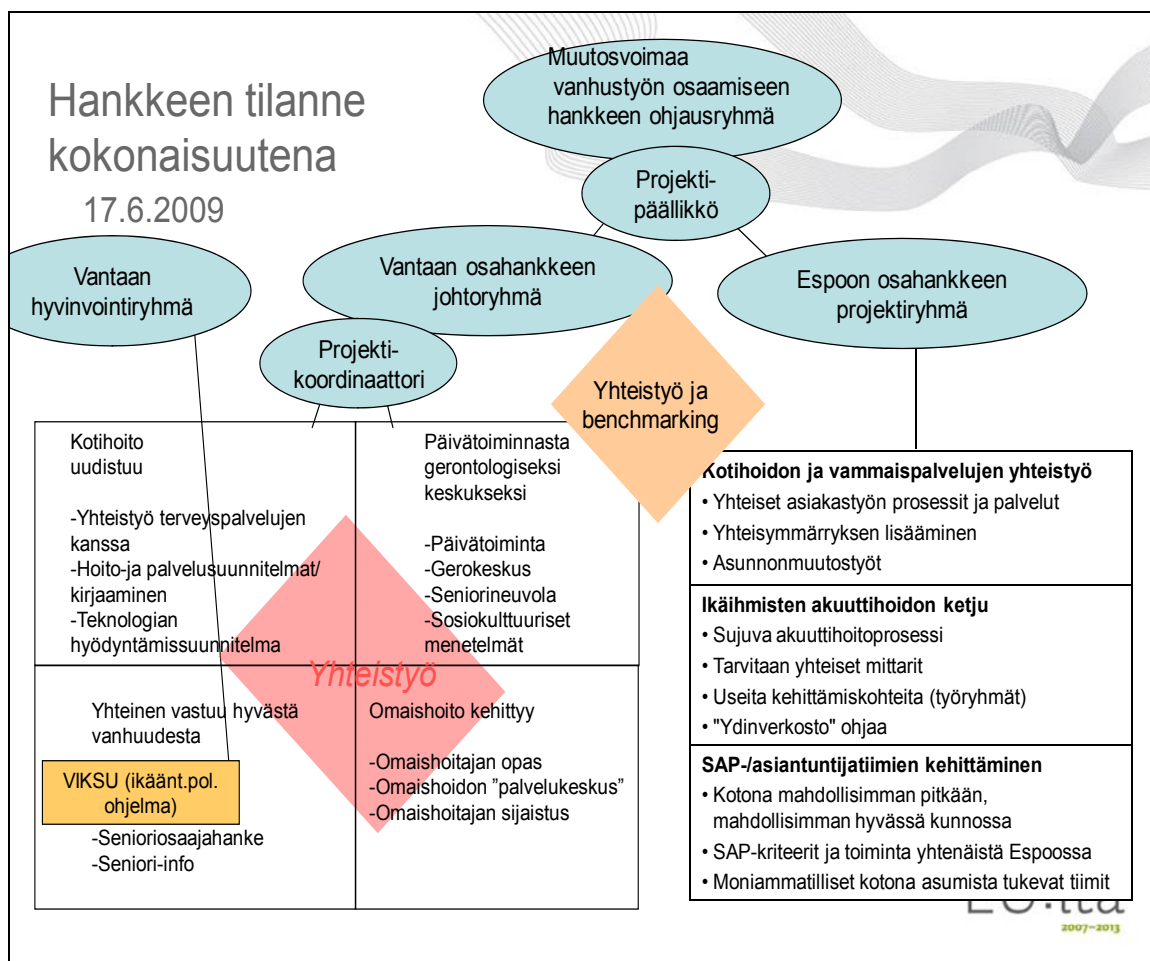 Hankkeen tilanne
kokonaisuutena
17.6.2009
Muutosvoimaa
vanhustyön osaamiseen
hankkeen ohjausryhmä
Projekti-
päällikkö
Vantaan
hyvinvointiryhmä
Vantaan osahankkeen
johtoryhmä
Espoon osahankkeen
projektiryhmä
Projekti-
koordinaattori
Yhteistyö ja
benchmarking
Kotihoito
uudistuu
-Yhteistyö terveyspalvelujen
kanssa
-Hoito-ja palvelusuunnitelmat/
kirjaaminen
-Teknologian
hyödyntämissuunnitelma
Päivätoiminnasta
gerontologiseksi
keskukseksi
-Päivätoiminta
-Gerokeskus
-Seniorineuvola
-Sosiokulttuuriset
menetelmät
Yhteistyö
Yhteinen vastuu hyvästä
vanhuudesta
VIKSU (ikäänt.pol.
ohjelma)
-Senioriosaajahanke
-Seniori-info
Omaishoito kehittyy
-Omaishoitajan opas
-Omaishoidon ”palvelukeskus”
-Omaishoitajan sijaistus
Kotihoidon ja vammaispalvelujen yhteistyö
• Yhteiset asiakastyön prosessit ja palvelut
• Yhteisymmärryksen lisääminen
• Asunnonmuutostyöt
Ikäihmisten akuuttihoidon ketju
• Sujuva akuuttihoitoprosessi
• Tarvitaan yhteiset mittarit
• Useita kehittämiskohteita (työryhmät)
• "Ydinverkosto" ohjaa
SAP-/asiantuntijatiimien kehittäminen
• Kotona mahdollisimman pitkään,
mahdollisimman hyvässä kunnossa
• SAP-kriteerit ja toiminta yhtenäistä Espoossa
• Moniammatilliset kotona asumista tukevat tiimit
2007–2013